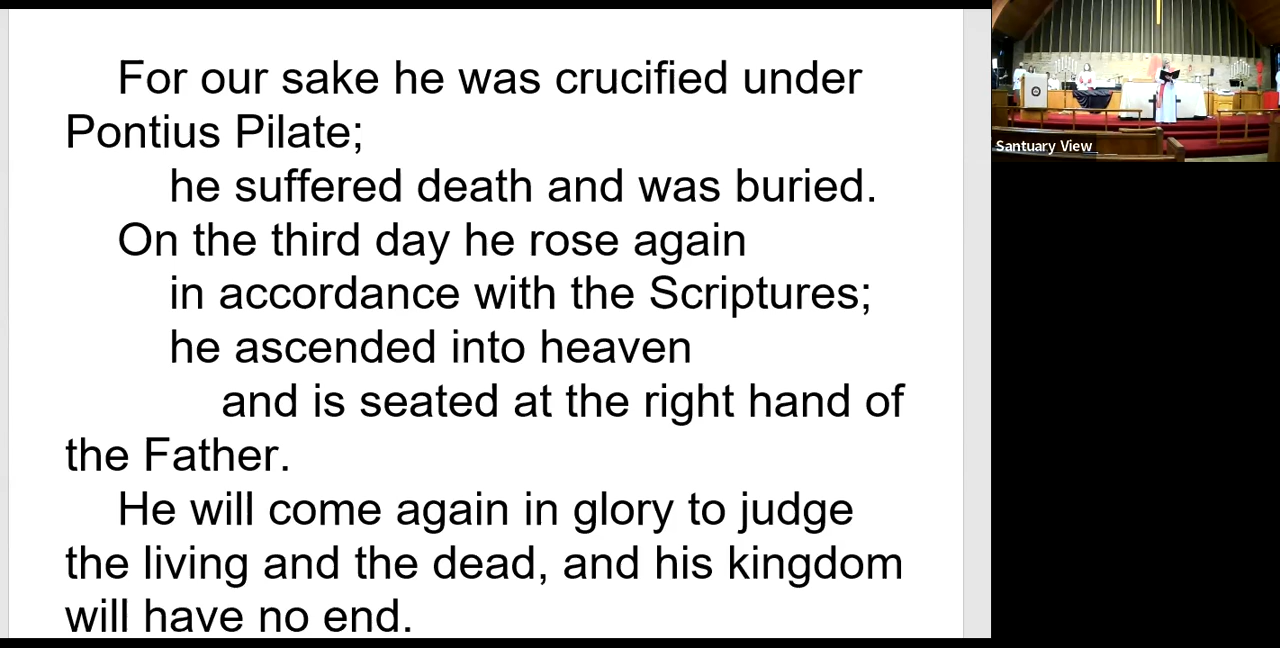 For our sake he was crucified under
Pontius Pilate;
he suffered death and was buried.
On the third day he rose again
in accordance with the Scriptures;
he ascended into heaven
and is seated at the right hand of
the Father.
He will come again in glory to judge
the living and the dead, and his kingdom
will have no end.
Santuary View